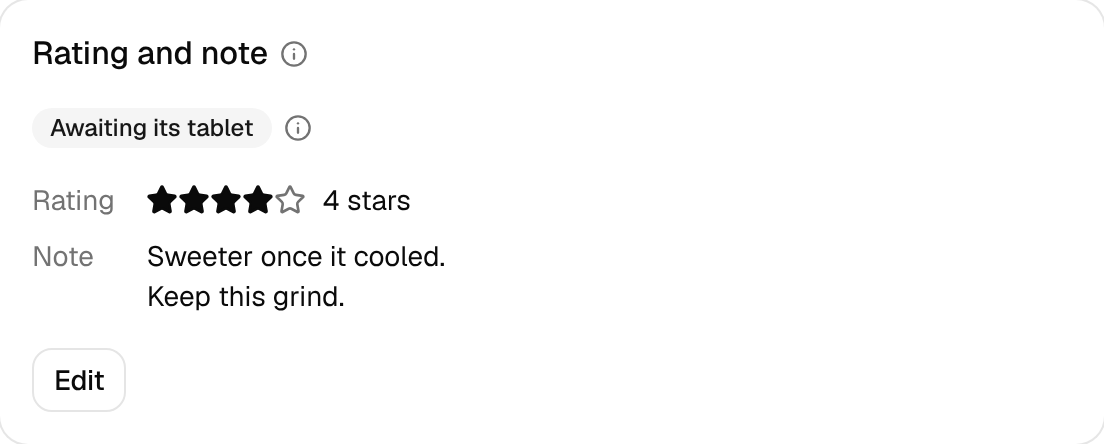 Rating and note
Awaiting its tablet
Rating 4 stars
Note Sweeter once it cooled.
Keep this grind.
Edit